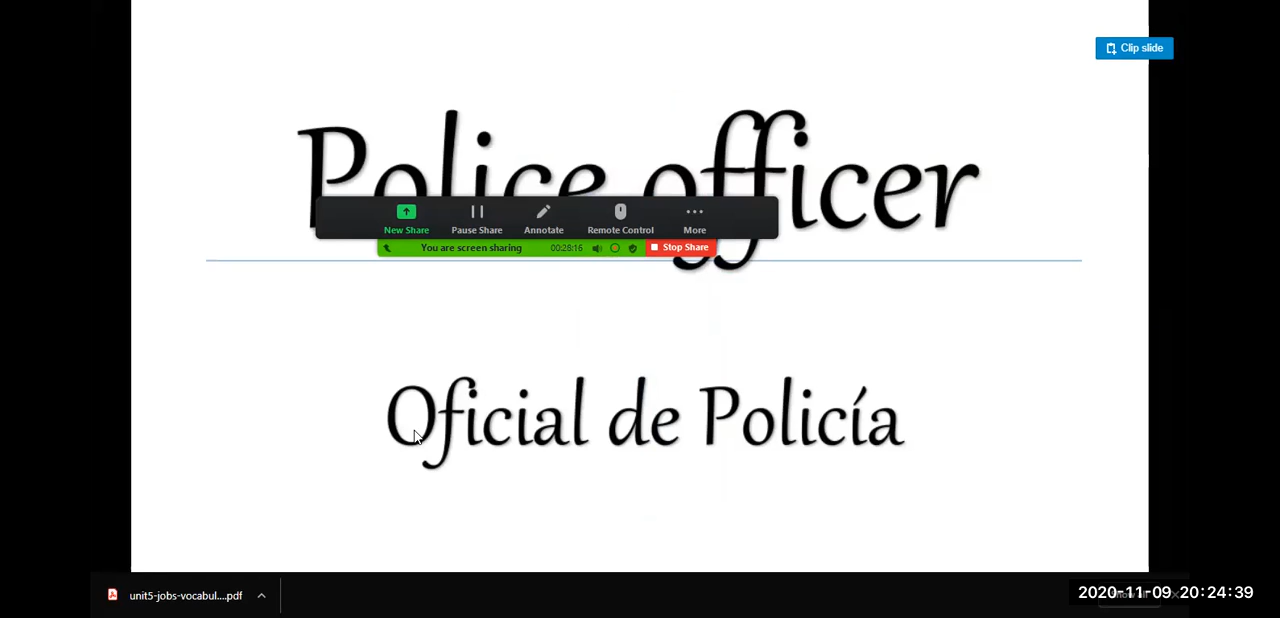 Clip slide
Police officer
New Share Pause Share Annotate Remote Control More
You are screen sharing 00:28:16 Stop Share
Oficial de Policía
unit5-jobs-vocabul....pdf
2020-11-09 20:24:39